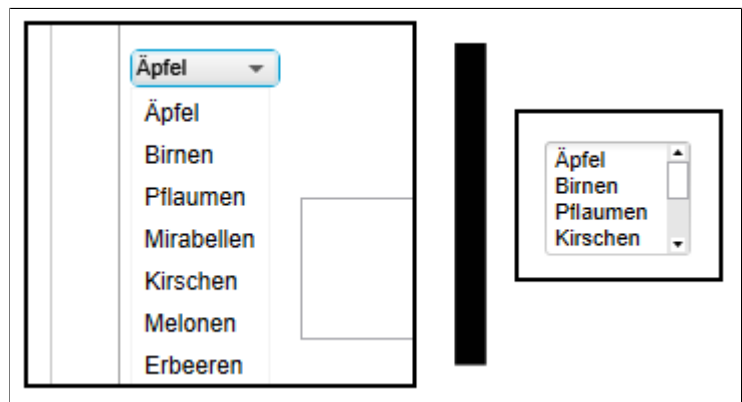 Äpfel
Äpfel
Birnen
Pflaumen
Mirabellen
Kirschen
Melonen
Erbeeren
Äpfel
Birnen
Pflaumen
Kirschen